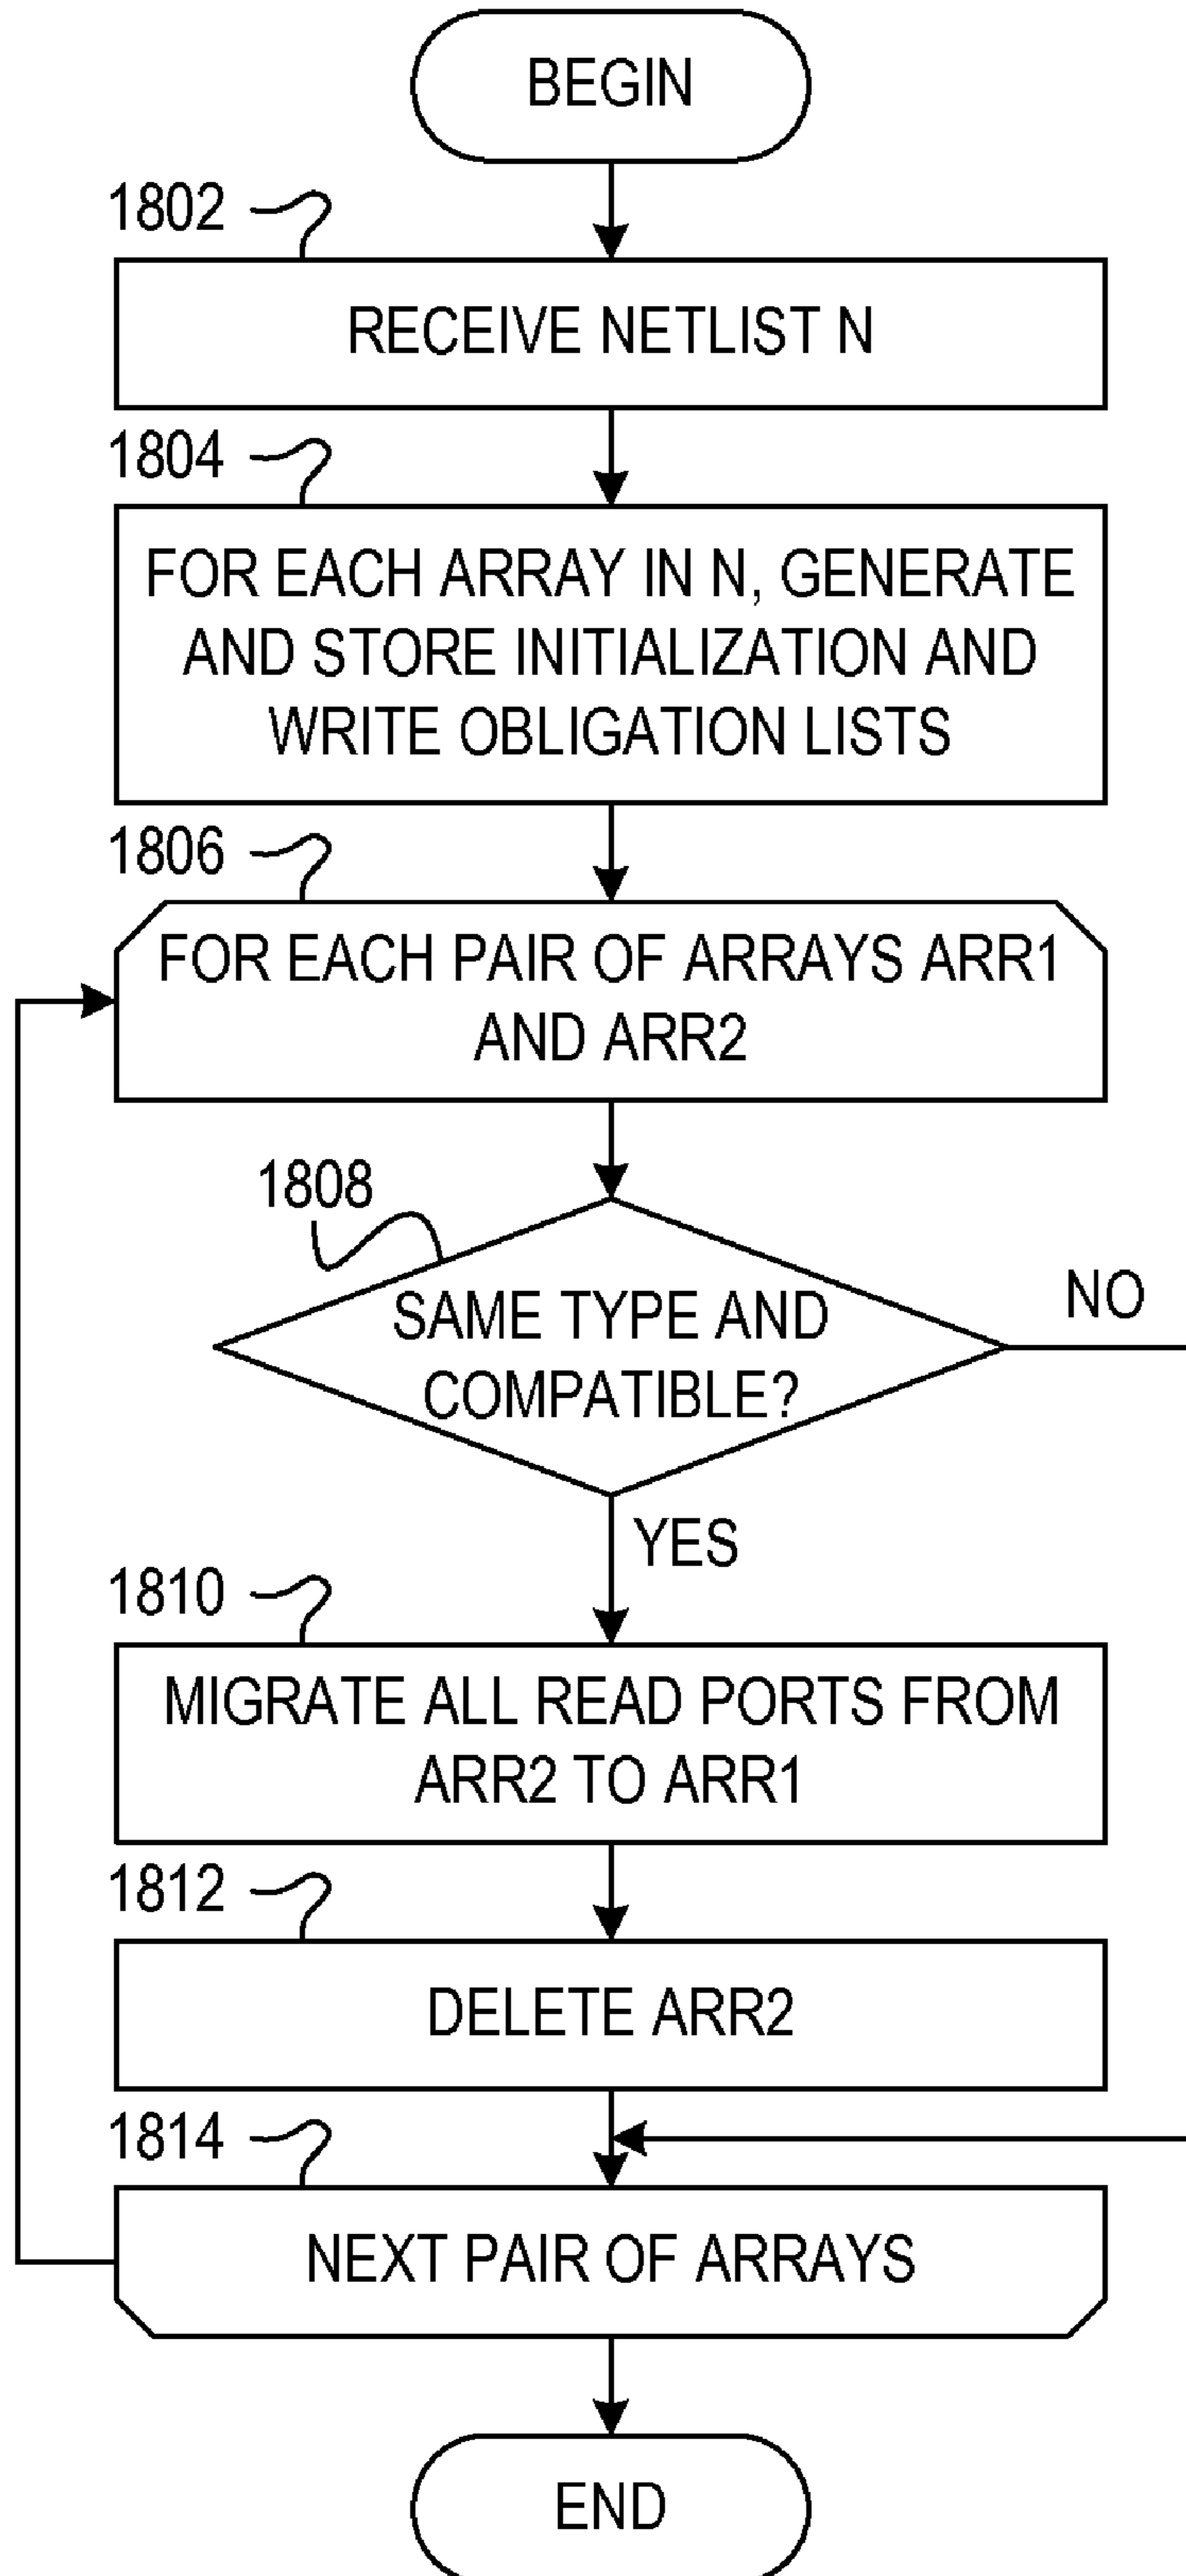 BEGIN
1802
RECEIVE NETLIST N
1804
FOR EACH ARRAY IN N, GENERATE
AND STORE INITIALIZATION AND
WRITE OBLIGATION LISTS
1806
FOR EACH PAIR OF ARRAYS ARR1
AND ARR2
1808
SAME TYPE AND
COMPATIBLE?
NO
YES
1810
MIGRATE ALL READ PORTS FROM
ARR2 TO ARR1
1812
DELETE ARR2
1814
NEXT PAIR OF ARRAYS
END